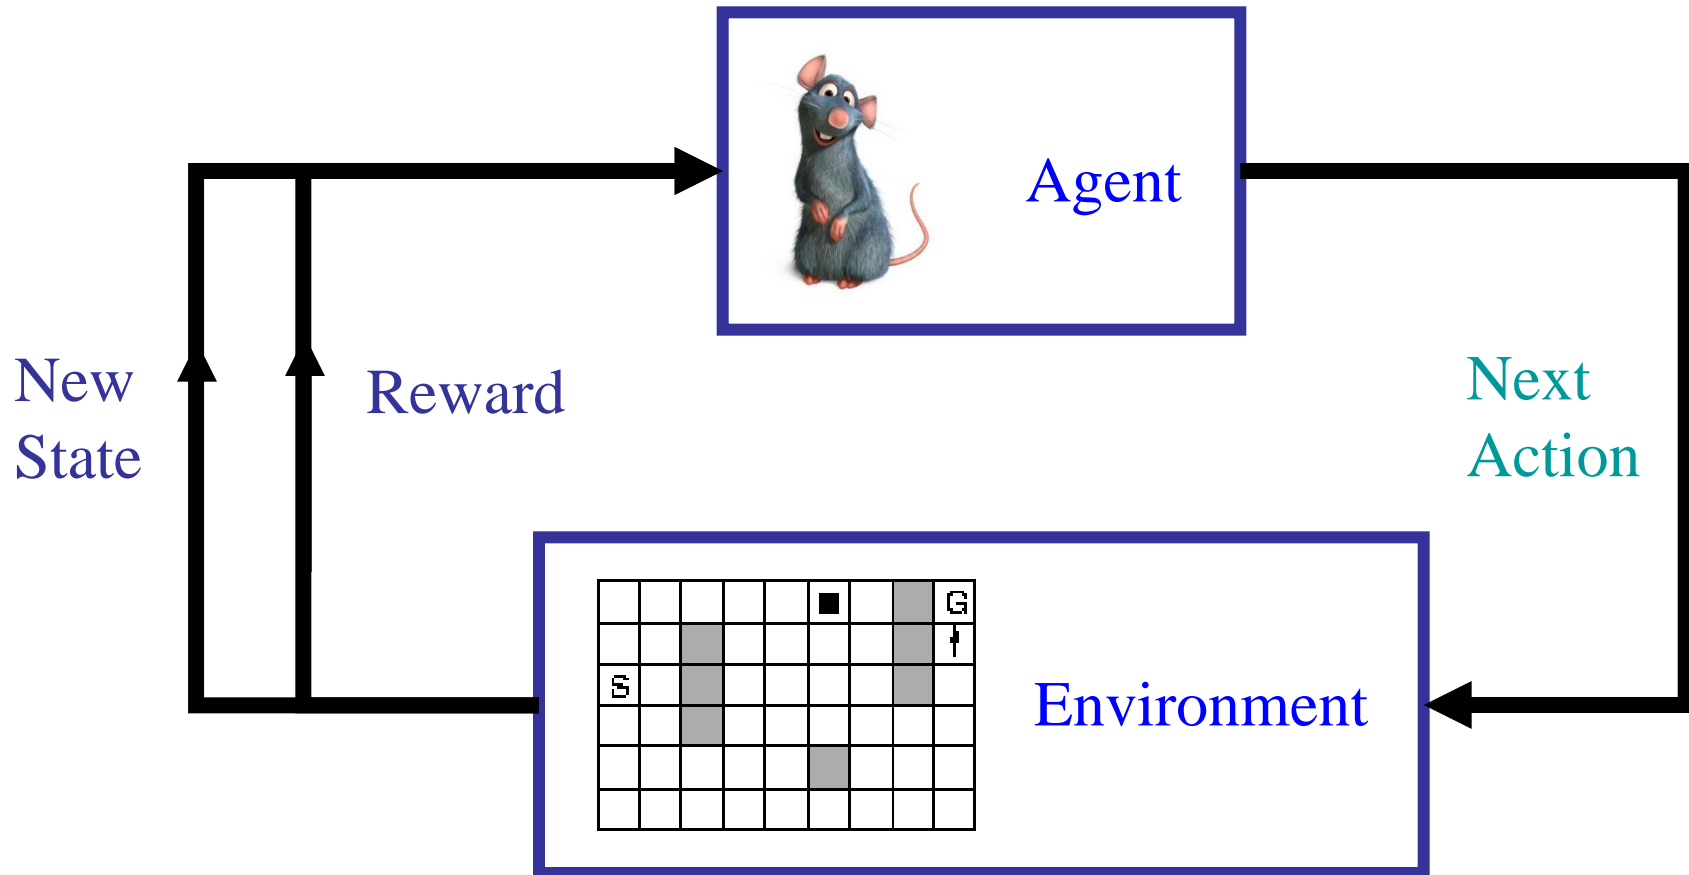 Agent
New
State
Reward
Next
Action
G
S
Environment